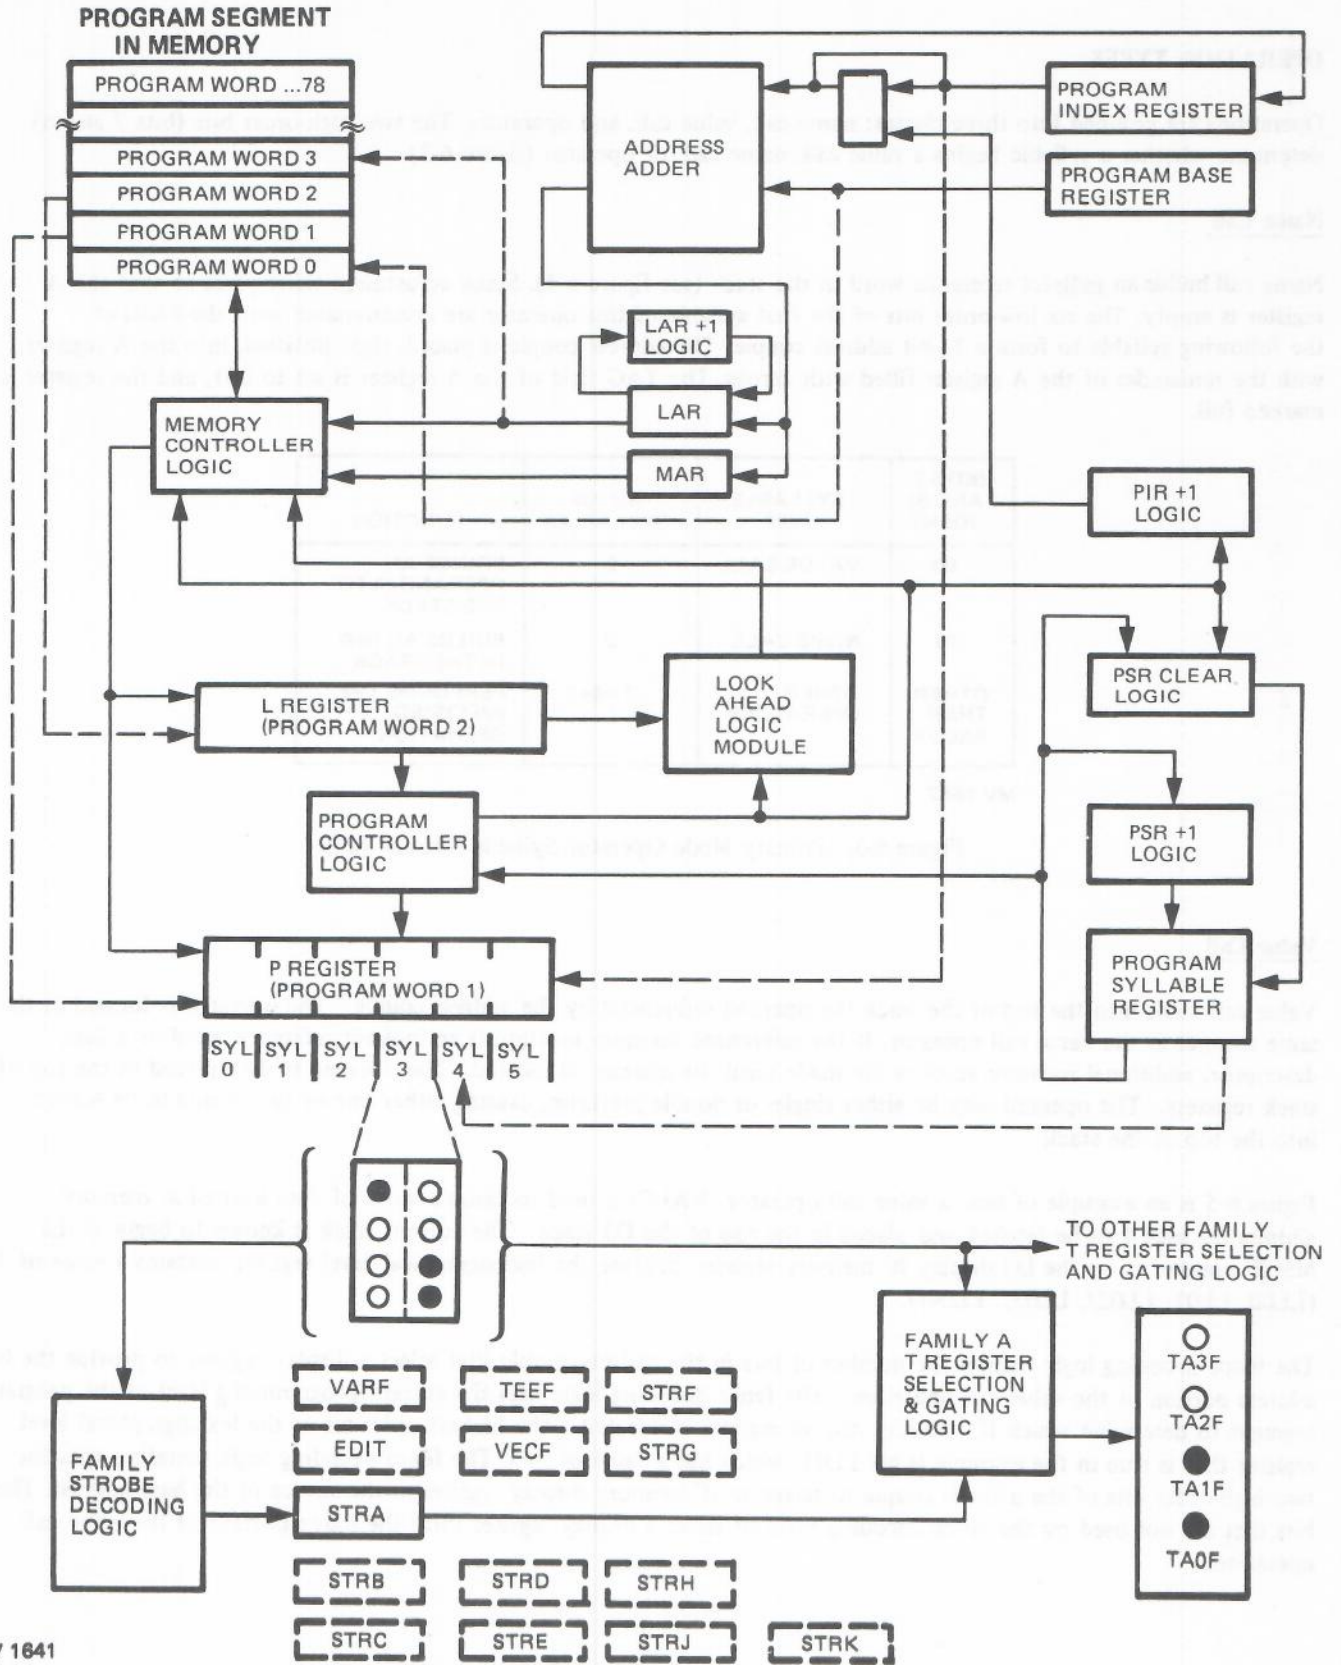 PROGRAM SEGMENT
IN MEMORY
PROGRAM WORD ...78
PROGRAM WORD 3
PROGRAM WORD 2
PROGRAM WORD 1
PROGRAM WORD 0
ADDRESS
ADDER
PROGRAM
INDEX REGISTER
PROGRAM BASE
REGISTER
LAR +1
LOGIC
LAR
MAR
MEMORY
CONTROLLER
LOGIC
PIR +1
LOGIC
PSR CLEAR
LOGIC
L REGISTER
(PROGRAM WORD 2)
LOOK
AHEAD
LOGIC
MODULE
PROGRAM
CONTROLLER
LOGIC
PSR +1
LOGIC
P REGISTER
(PROGRAM WORD 1)
PROGRAM
SYLLABLE
REGISTER
SYL
0
SYL
1
SYL
2
SYL
3
SYL
4
SYL
5
TO OTHER FAMILY
T REGISTER SELECTION
AND GATING LOGIC
FAMILY A
T REGISTER
SELECTION
& GATING
LOGIC
TA3F
TA2F
TA1F
TA0F
FAMILY
STROBE
DECODING
LOGIC
VARF
TEEF
STRF
EDIT
VECF
STRG
STRA
STRB
STRD
STRH
STRC
STRE
STRJ
STRK
1641